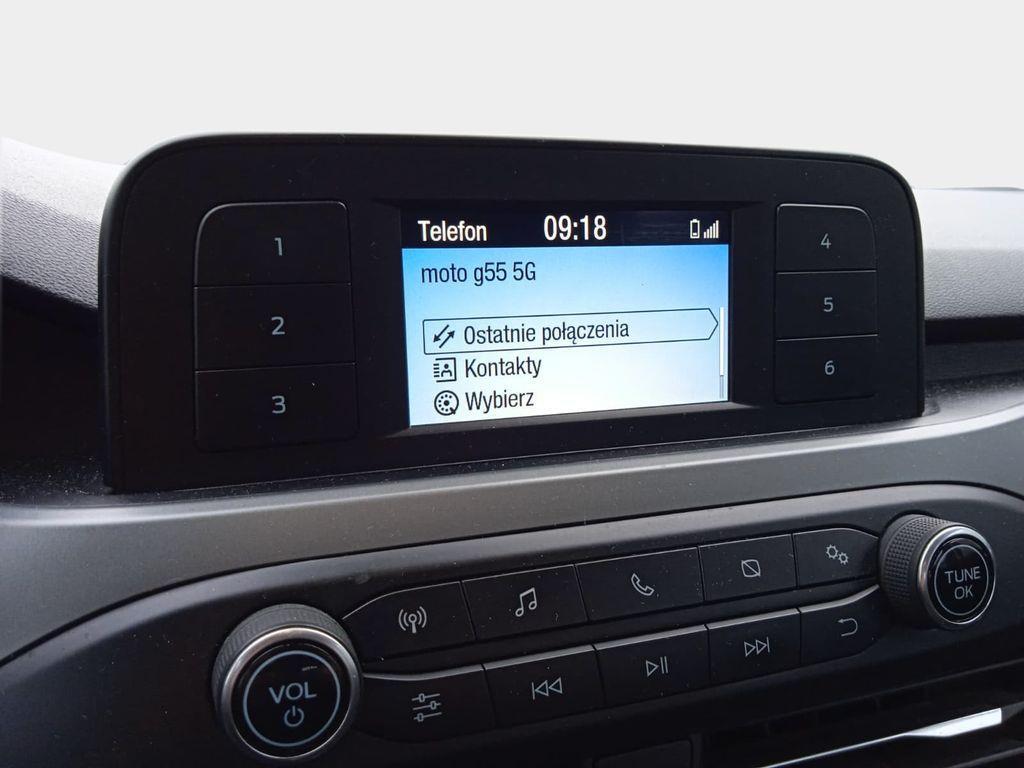 Telefon 09:18
moto g55 5G
Ostatnie połączenia
Kontakty
Wybierz
1
2
3
4
5
6
VOL
TUNE
OK